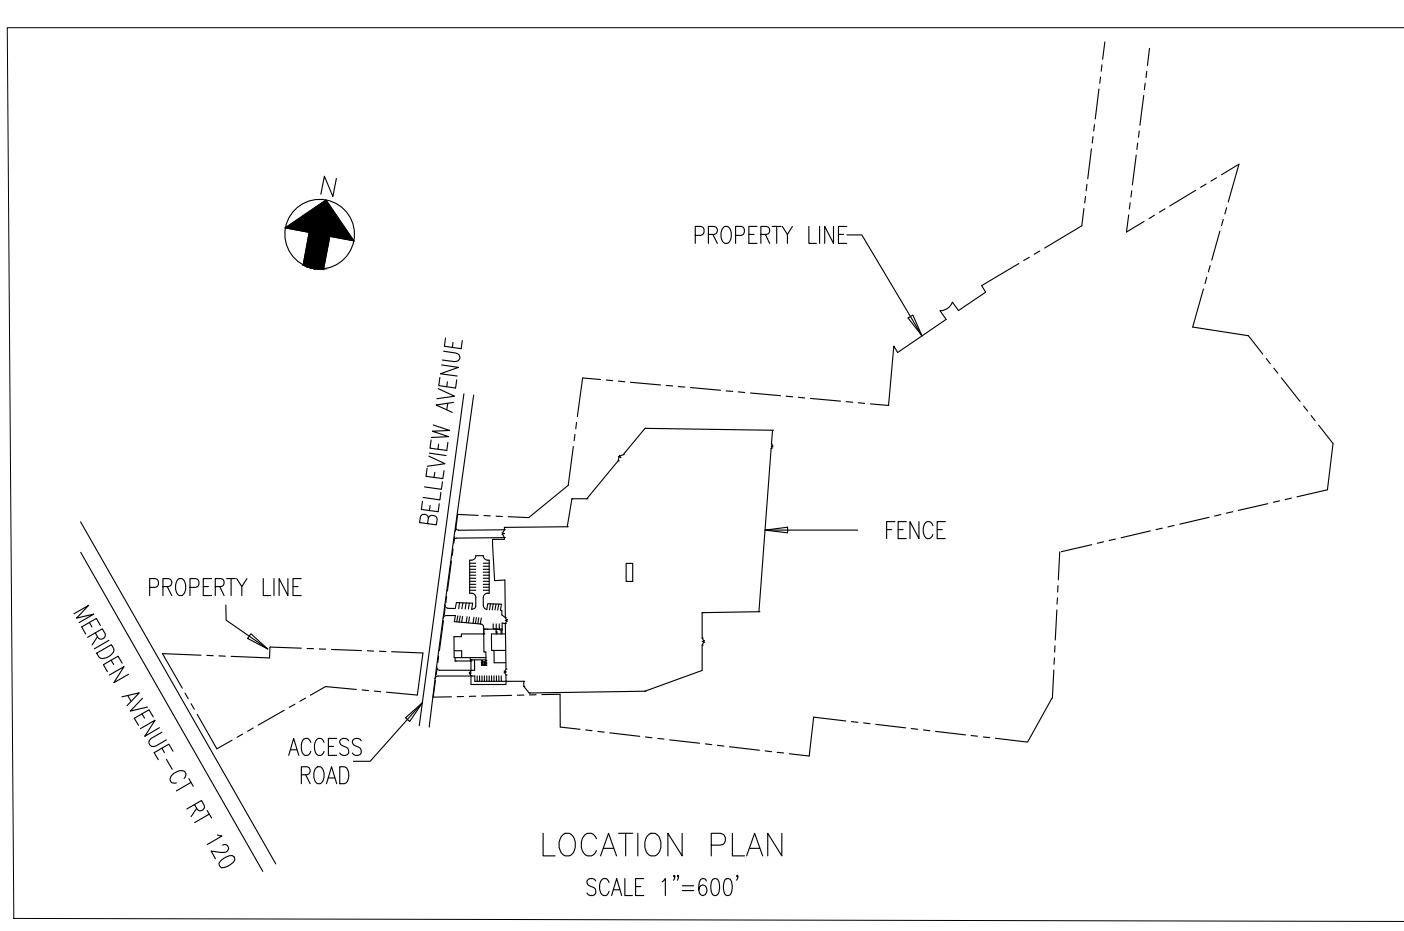 N
PROPERTY LINE
BELLEVIEW AVENUE
FENCE
PROPERTY LINE
MERIDEN AVENUE-CT RT 120
ACCESS
ROAD
LOCATION PLAN
SCALE 1"=600'